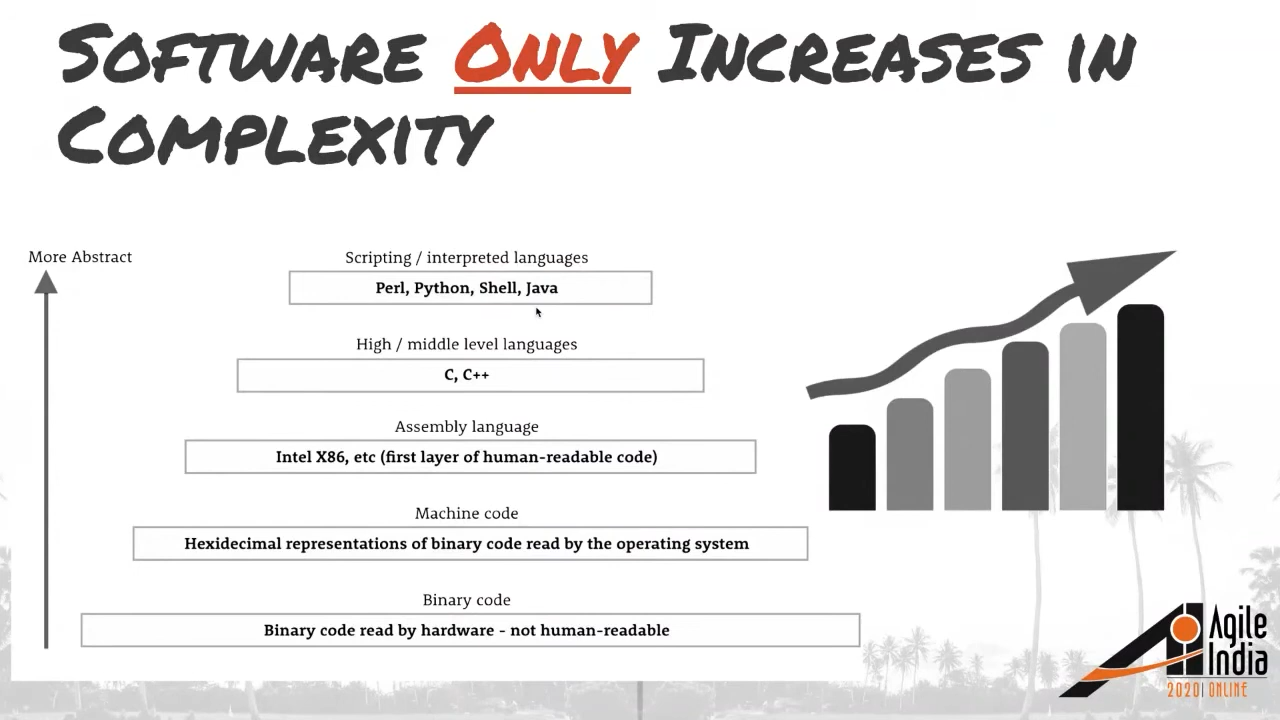 Software Only Increases in
Complexity
More Abstract
Scripting / interpreted languages
Perl, Python, Shell, Java
High / middle level languages
C, C++
Assembly language
Intel X86, etc (first layer of human-readable code)
Machine code
Hexidecimal representations of binary code read by the operating system
Binary code
Binary code read by hardware - not human-readable
Agile
India
2020 | ONLINE